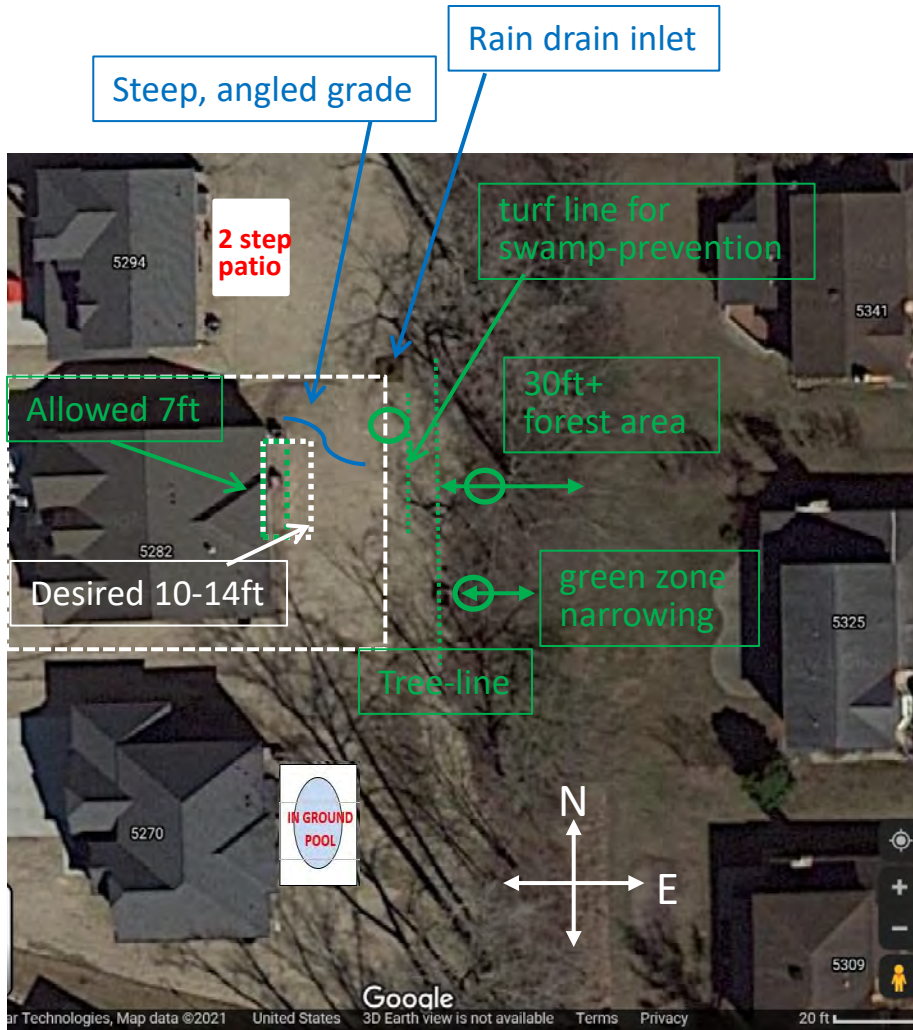 Rain drain inlet
Steep, angled grade
turf line for
swamp-prevention
2 step
patio
5294
5341
30ft+
forest area
Allowed 7ft
5282
Desired 10-14ft
green zone
narrowing
5325
Tree-line
IN GROUND
POOL
5270
N
E
5309
Google
ar Technologies, Map data ©2021 United States 3D Earth view is not available Terms Privacy 20 ft